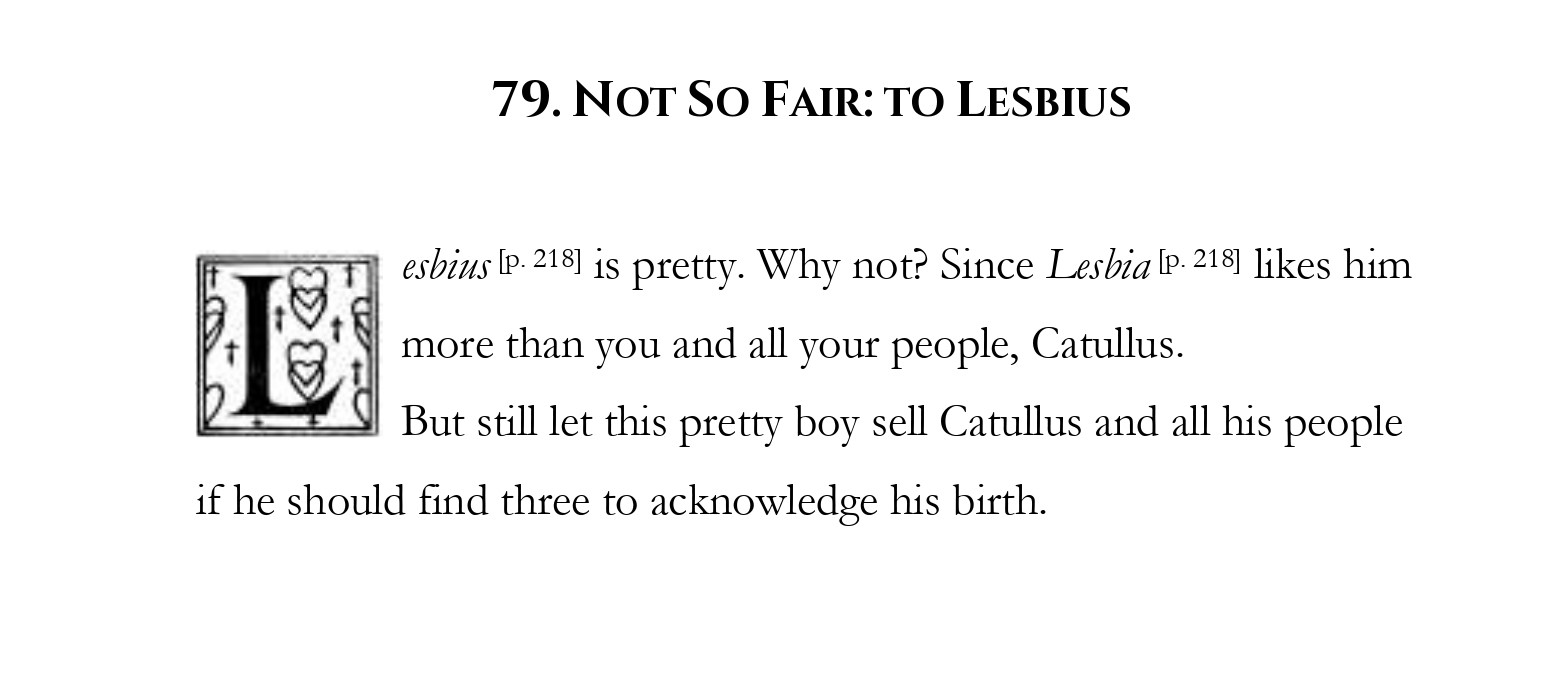 79. NOT SO FAIR: TO LESBIUS
Lesbius [p. 218] is pretty. Why not? Since Lesbia [p. 218] likes him
more than you and all your people, Catullus.
But still let this pretty boy sell Catullus and all his people
if he should find three to acknowledge his birth.